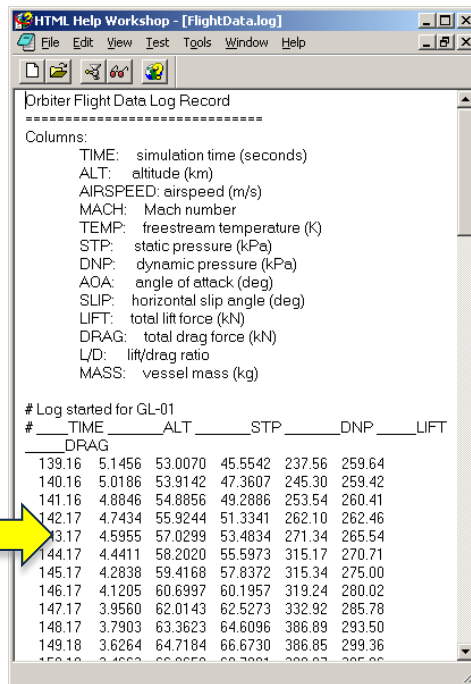 HTML Help Workshop - [FlightData.log]
File Edit View Test Tools Window Help
Orbiter Flight Data Log Record
===============================
Columns:
TIME: simulation time (seconds)
ALT: altitude (km)
AIRSPEED: airspeed (m/s)
MACH: Mach number
TEMP: freestream temperature (K)
STP: static pressure (kPa)
DNP: dynamic pressure (kPa)
AOA: angle of attack (deg)
SLIP: horizontal slip angle (deg)
LIFT: total lift force (kN)
DRAG: total drag force (kN)
L/D: lift/drag ratio
MASS: vessel mass (kg)
# Log started for GL-01
#____TIME______ALT______STP______DNP_____LIFT
_____DRAG
139.16 5.1456 53.0070 45.5542 237.56 259.64
140.16 5.0186 53.9142 47.3607 245.30 259.42
141.16 4.8846 54.8856 49.2886 253.54 260.41
142.17 4.7434 55.9244 51.3341 262.10 262.46
3.17 4.5955 57.0299 53.4834 271.34 265.54
144.17 4.4411 58.2020 55.5973 315.17 270.71
145.17 4.2838 59.4168 57.8372 315.34 275.00
146.17 4.1205 60.6997 60.1957 319.24 280.02
147.17 3.9560 62.0143 62.5273 332.92 285.78
148.17 3.7903 63.3623 64.6096 386.89 293.50
149.18 3.6264 64.7184 66.6730 386.85 299.36